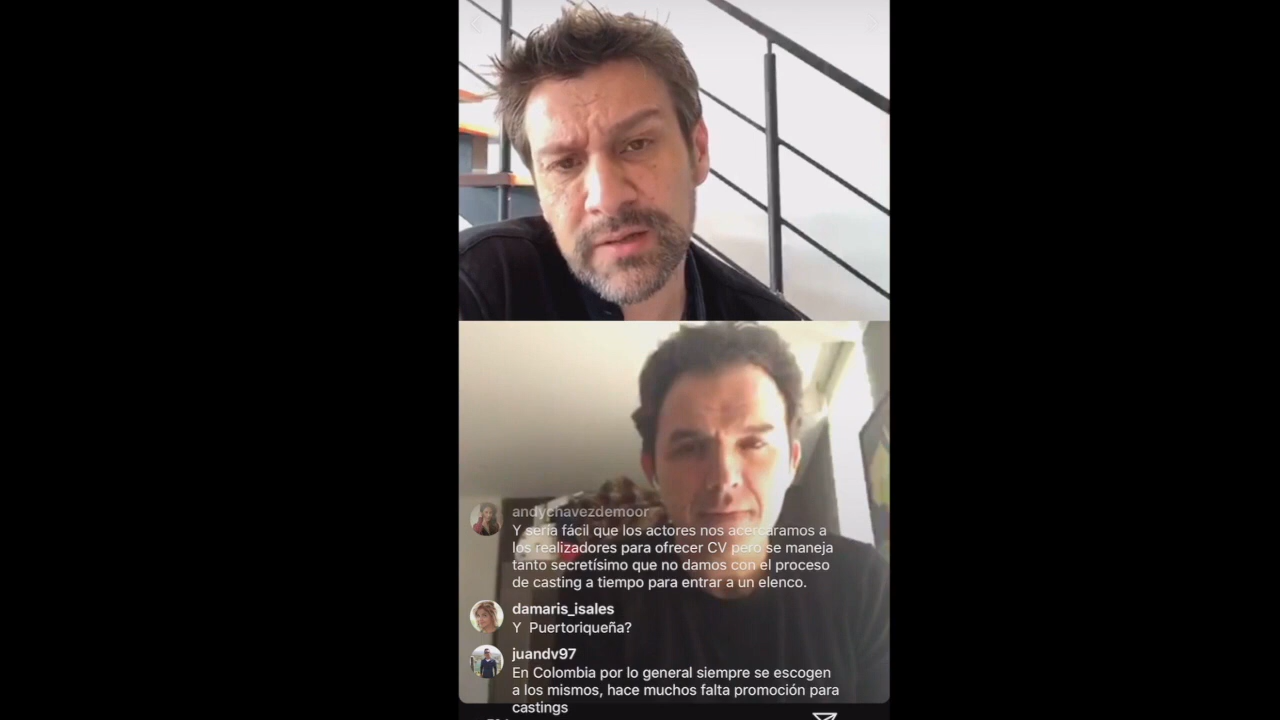 andychavezdemoor
Y sería fácil que los actores nos acercaramos a
los realizadores para ofrecer CV pero se maneja
tanto secretísimo que no damos con el proceso
de casting a tiempo para entrar a un elenco.
damaris_isales
Y Puertoriqueña?
juandv97
En Colombia por lo general siempre se escogen
a los mismos, hace muchos falta promoción para
castings